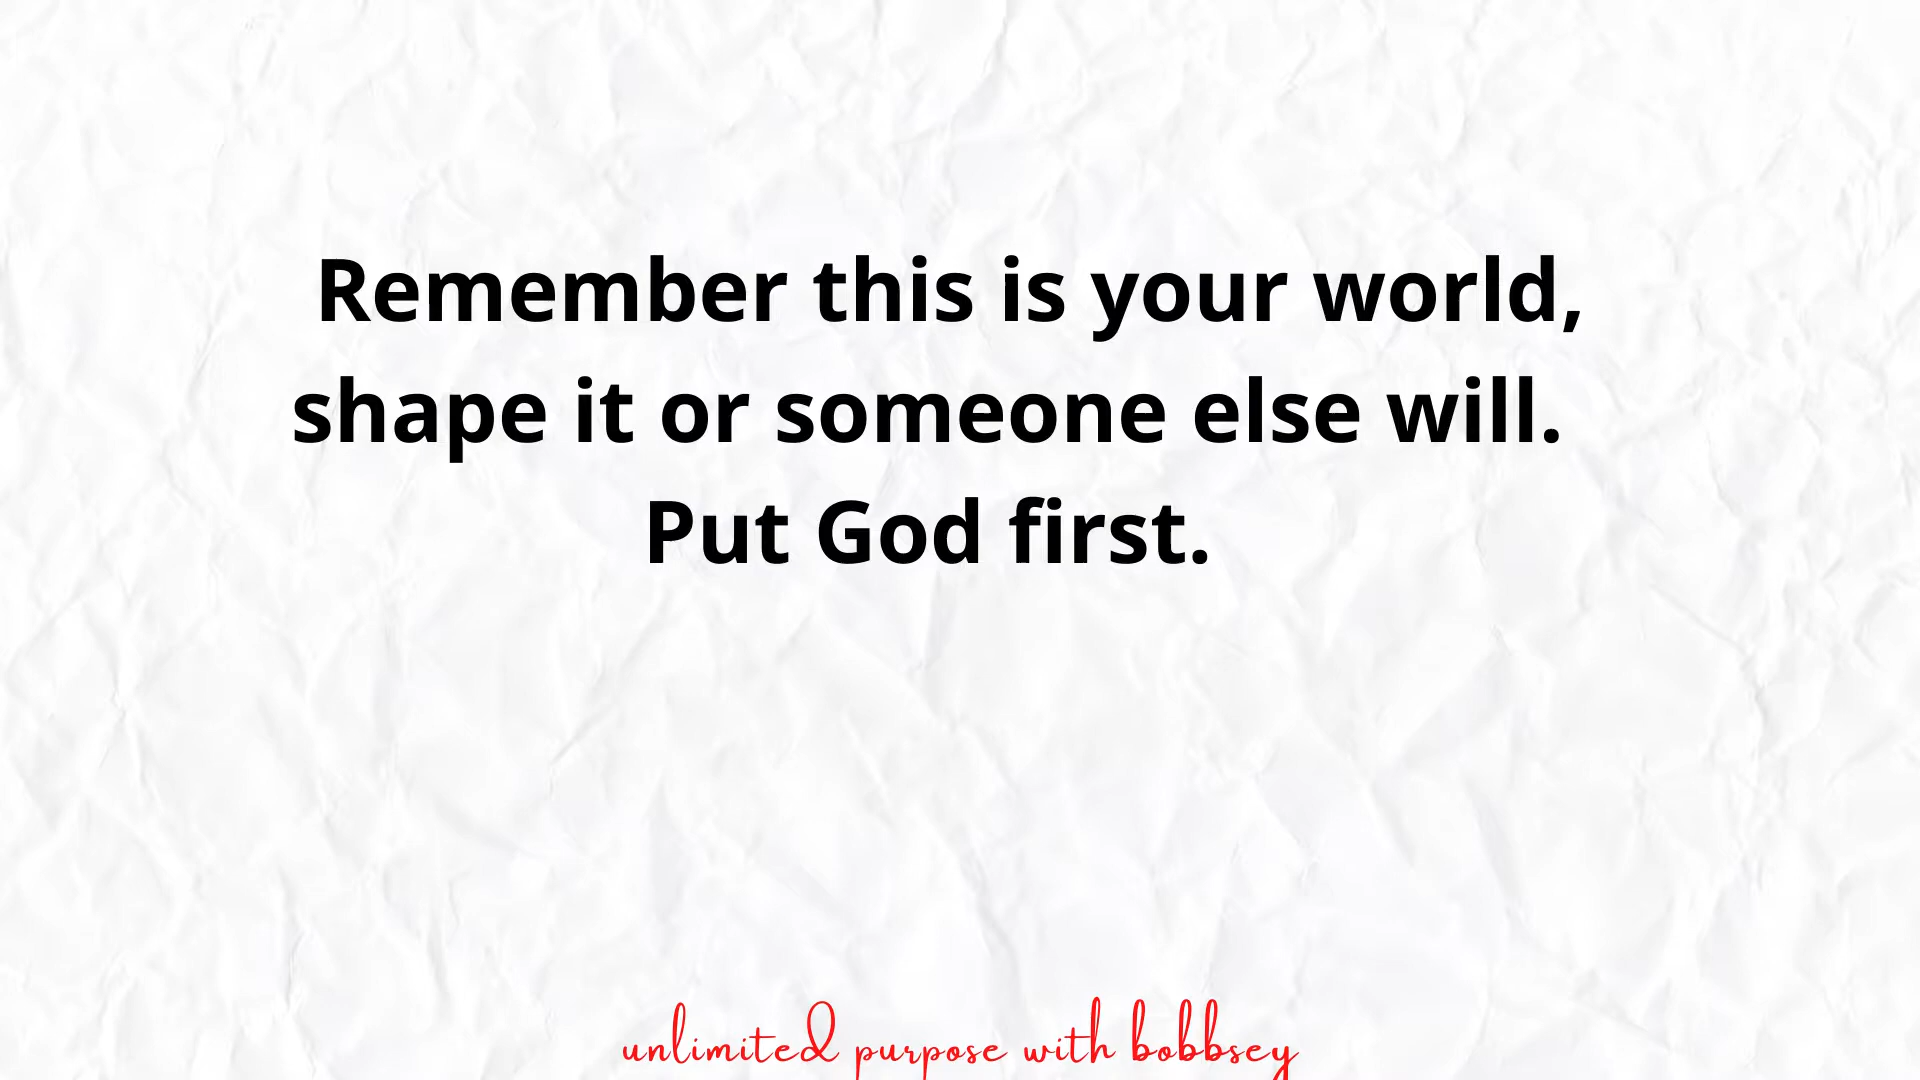 Remember this is your world,
shape it or someone else will.
Put God first.
unlimited purpose with bobbsey